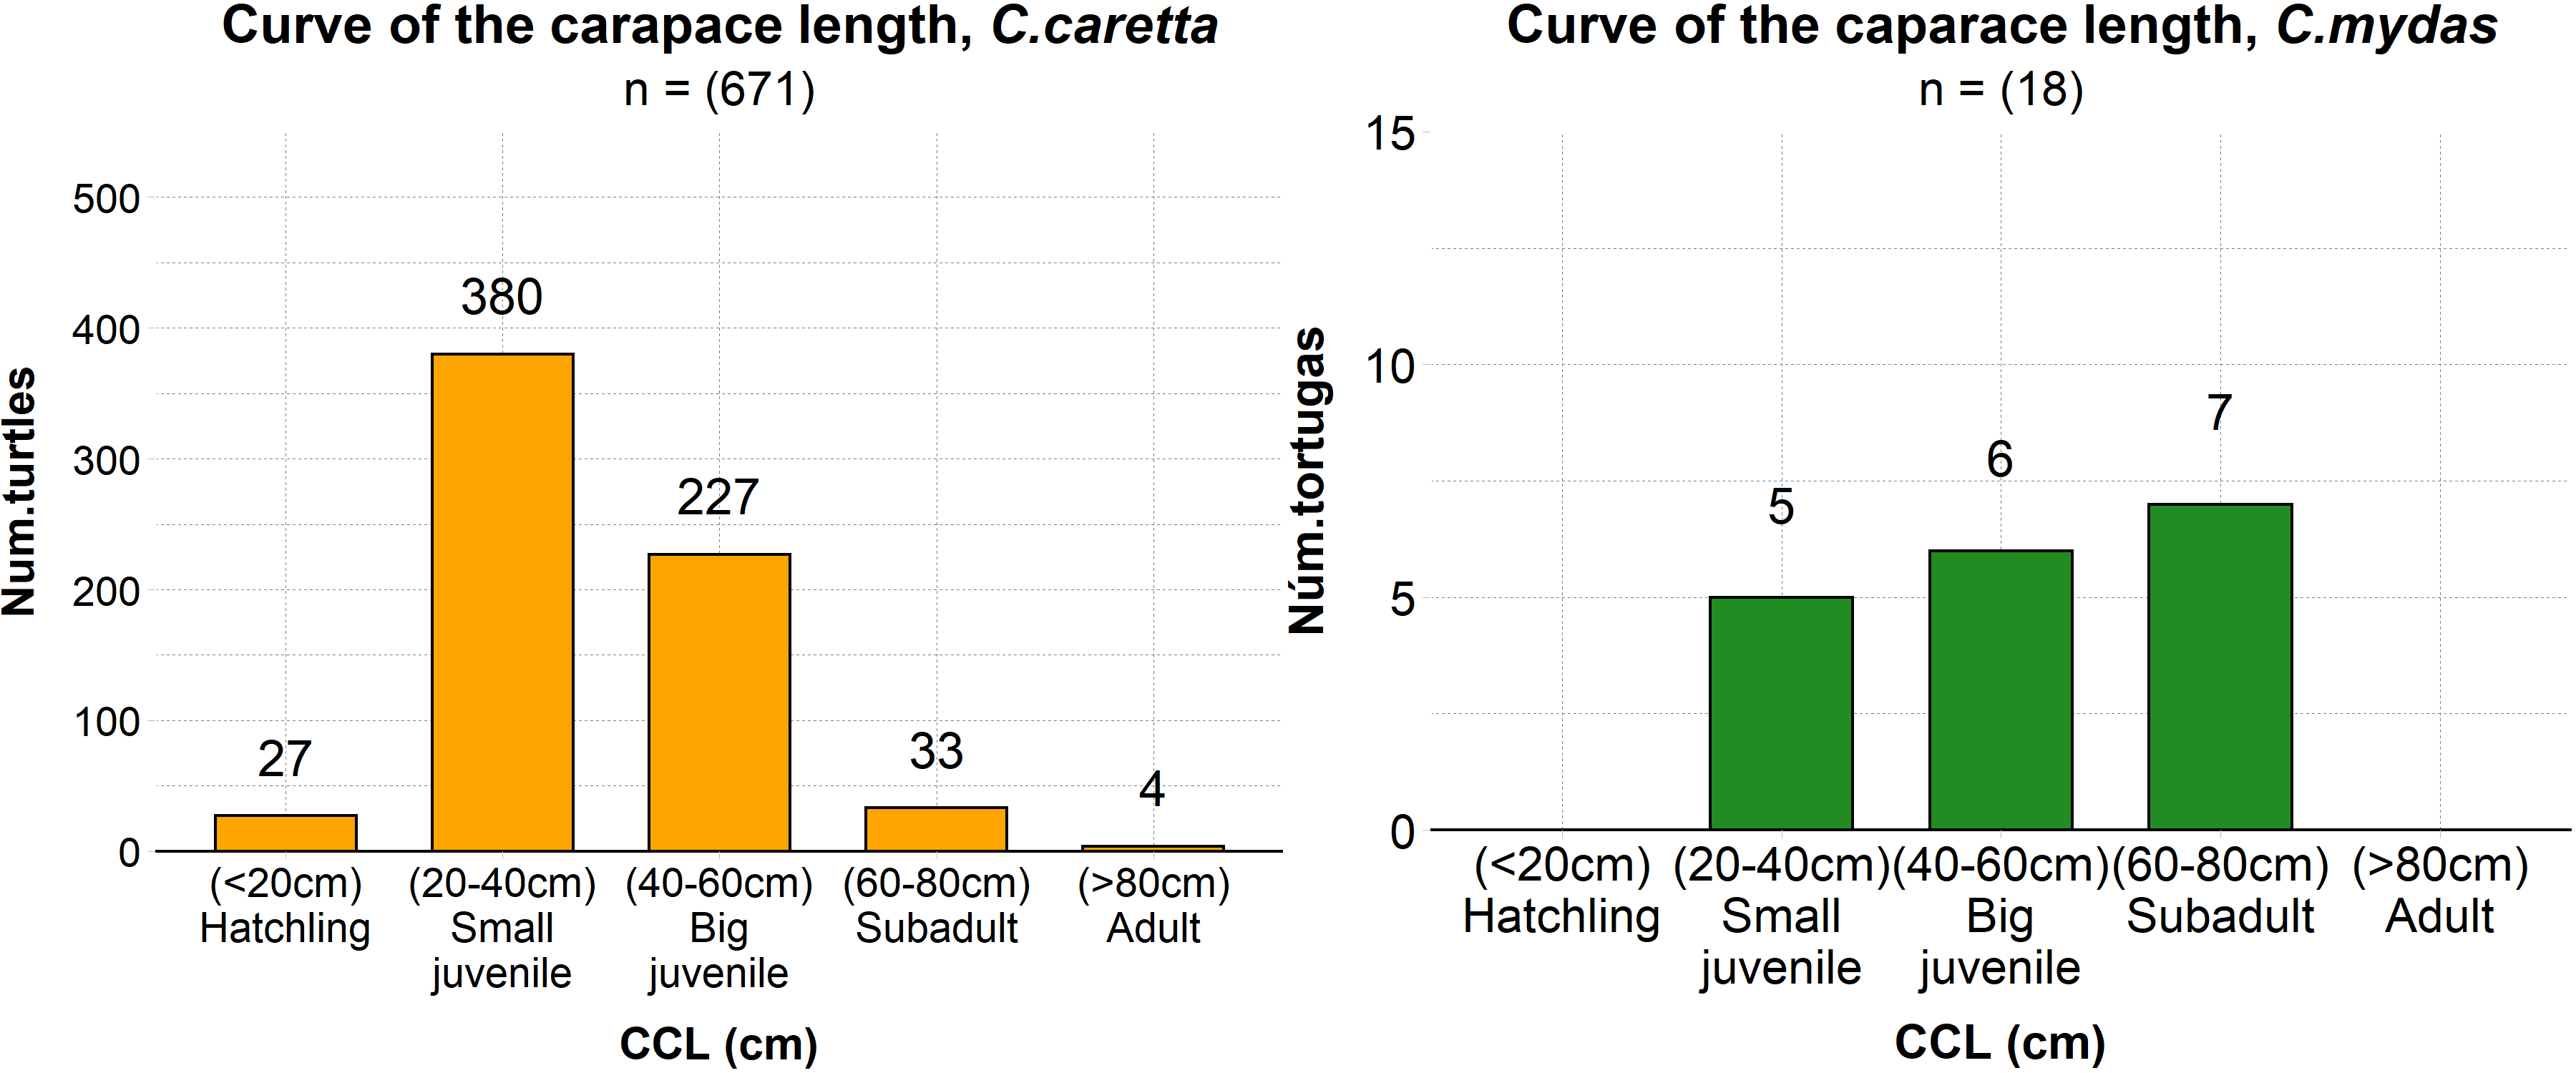 Curve of the carapace length, C.caretta
n = (671)
Num.turtles
500
400
300
200
100
0
27
380
227
33
4
(<20cm)
Hatchling
(20-40cm)
Small
juvenile
(40-60cm)
Big
juvenile
(60-80cm)
Subadult
(>80cm)
Adult
CCL (cm)
Curve of the caparace length, C.mydas
n = (18)
Núm.tortugas
15
10
5
0
5
6
7
(<20cm)
Hatchling
(20-40cm)
Small
juvenile
(40-60cm)
Big
juvenile
(60-80cm)
Subadult
(>80cm)
Adult
CCL (cm)